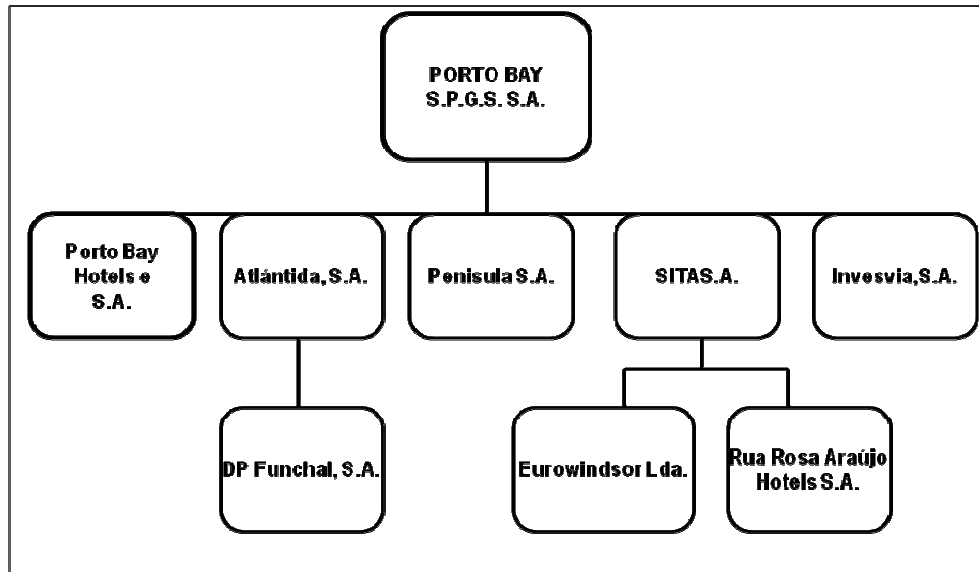 PORTO BAY
S.P.G.S. S.A.
Porto Bay
Hotels e
S.A.
Atlántida, S.A.
Penisula S.A.
SITAS.A.
Invesvia,S.A.
DP Funchal, S.A.
Eurowindsor Lda.
Rua Rosa Araújo
Hotels S.A.